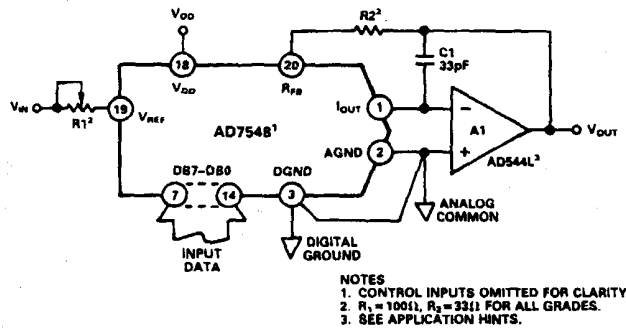 VDD
R2²
C1
33pF
18
VDD
20
RFB
VIN
R1²
19
VREF
IOUT
1
AD7548¹
A1
VOUT
AGND
2
AD544L³
DB7–DB0
DGND
7
14
3
ANALOG
COMMON
INPUT
DATA
DIGITAL
GROUND
NOTES
1. CONTROL INPUTS OMITTED FOR CLARITY
2. R1 = 100Ω, R2 = 33Ω FOR ALL GRADES.
3. SEE APPLICATION HINTS.